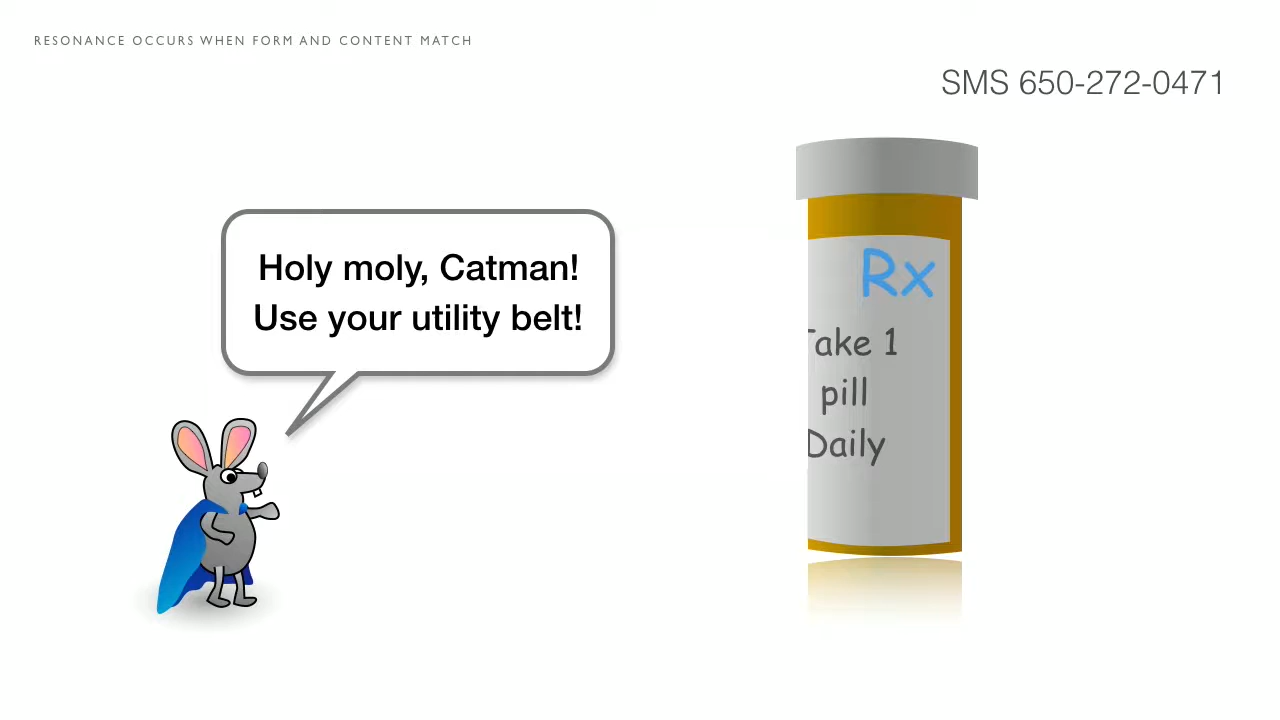 RESONANCE OCCURS WHEN FORM AND CONTENT MATCH
SMS 650-272-0471
Holy moly, Catman!
Use your utility belt!
Rx
Take 1
pill
Daily